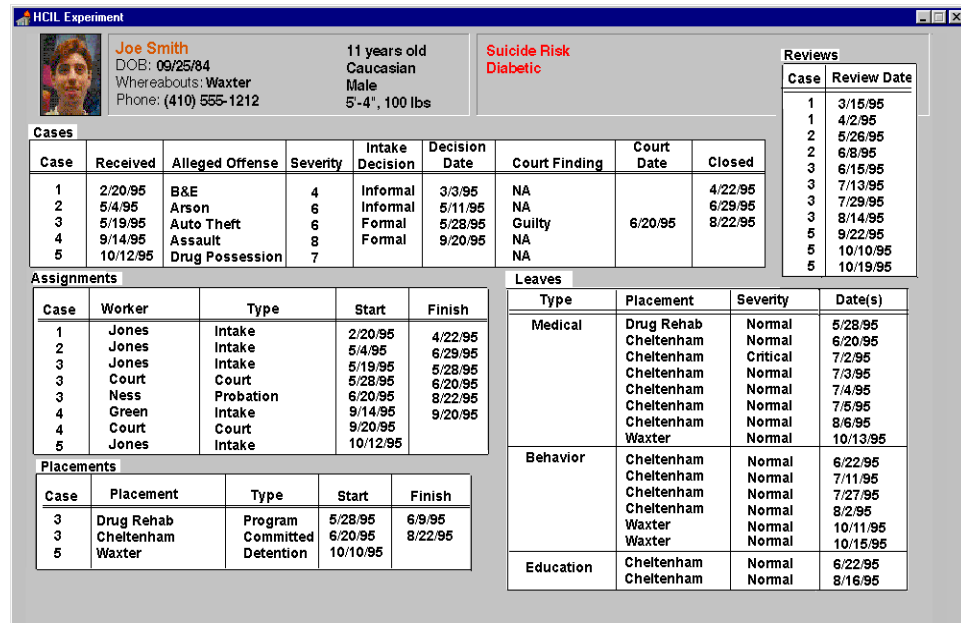 HCIL Experiment
Joe Smith
DOB: 09/25/84
Whereabouts: Waxter
Phone: (410) 555-1212
11 years old
Caucasian
Male
5'-4", 100 lbs
Suicide Risk
Diabetic
Reviews
Case Review Date
1 3/15/95
1 4/2/95
2 5/26/95
2 6/8/95
3 6/15/95
3 7/13/95
3 7/29/95
3 8/14/95
5 9/22/95
5 10/10/95
5 10/19/95
Cases
Case Received Alleged Offense Severity Intake Decision Decision Date Court Finding Court Date Closed
1 2/20/95 B&E 4 Informal 3/3/95 NA 4/22/95
2 5/4/95 Arson 6 Informal 5/11/95 NA 6/29/95
3 5/19/95 Auto Theft 6 Formal 5/28/95 Guilty 6/20/95 8/22/95
4 9/14/95 Assault 8 Formal 9/20/95 NA
5 10/12/95 Drug Possession 7 NA
Assignments
Case Worker Type Start Finish
1 Jones Intake 2/20/95 4/22/95
2 Jones Intake 5/4/95 6/29/95
3 Jones Intake 5/19/95 5/28/95
3 Court Court 5/28/95 6/20/95
3 Ness Probation 6/20/95 8/22/95
4 Green Intake 9/14/95 9/20/95
4 Court Court 9/20/95
5 Jones Intake 10/12/95
Placements
Case Placement Type Start Finish
3 Drug Rehab Program 5/28/95 6/9/95
3 Cheltenham Committed 6/20/95 8/22/95
5 Waxter Detention 10/10/95
Leaves
Type Placement Severity Date(s)
Medical Drug Rehab Normal 5/28/95
Cheltenham Normal 6/20/95
Cheltenham Critical 7/2/95
Cheltenham Normal 7/3/95
Cheltenham Normal 7/4/95
Cheltenham Normal 7/5/95
Cheltenham Normal 8/6/95
Waxter Normal 10/13/95
Behavior Cheltenham Normal 6/22/95
Cheltenham Normal 7/11/95
Cheltenham Normal 7/27/95
Cheltenham Normal 8/2/95
Waxter Normal 10/11/95
Waxter Normal 10/15/95
Education Cheltenham Normal 6/22/95
Cheltenham Normal 8/16/95